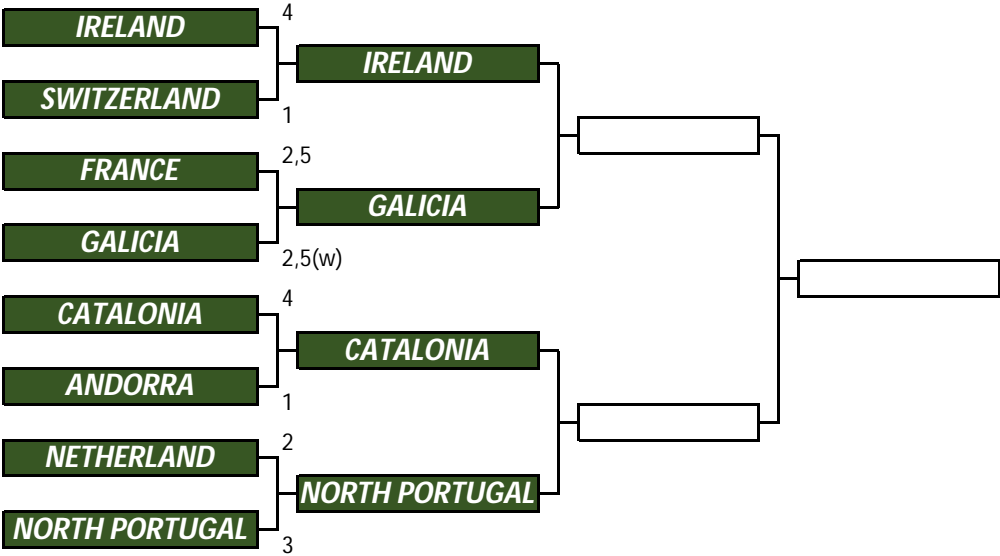 4
IRELAND
IRELAND
SWITZERLAND
1
2,5
FRANCE
GALICIA
GALICIA
2,5(w)
4
CATALONIA
CATALONIA
ANDORRA
1
2
NETHERLAND
NORTH PORTUGAL
NORTH PORTUGAL
3